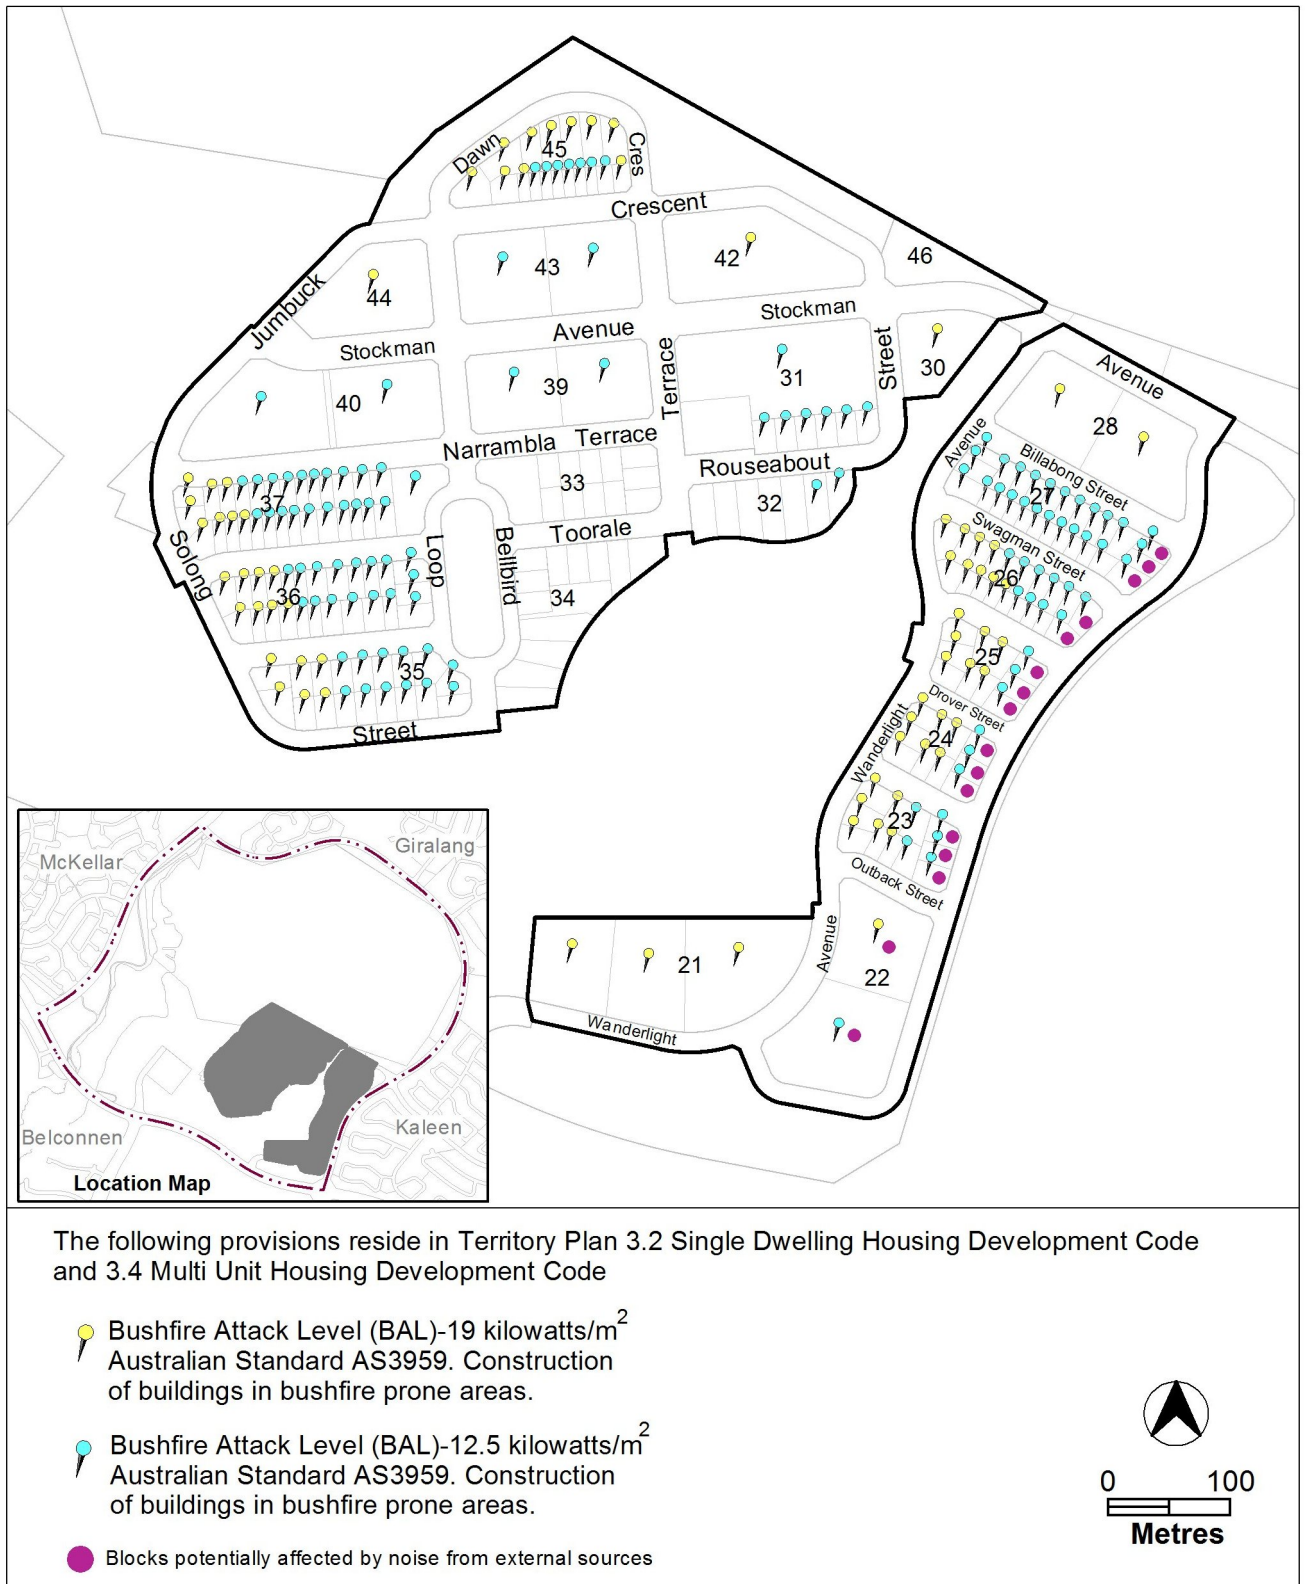 Dawn
Cres
45
Crescent
46
42
43
44
Jumbuck
Stockman
Avenue
Stockman
Street
30
Avenue
Terrace
31
28
40
39
Narrambla
Terrace
Avenue
Billabong Street
27
Rouseabout
33
32
37
Swagman Street
26
Solong
Loop
Bellbird
Toorale
36
34
25
35
Drover Street
Street
24
Wanderlight
23
Outback Street
Avenue
21
22
Wanderlight
McKellar
Giralang
Belconnen
Kaleen
Location Map
The following provisions reside in Territory Plan 3.2 Single Dwelling Housing Development Code
and 3.4 Multi Unit Housing Development Code
Bushfire Attack Level (BAL)-19 kilowatts/m2
Australian Standard AS3959. Construction
of buildings in bushfire prone areas.
Bushfire Attack Level (BAL)-12.5 kilowatts/m2
Australian Standard AS3959. Construction
of buildings in bushfire prone areas.
Blocks potentially affected by noise from external sources
0 100
Metres